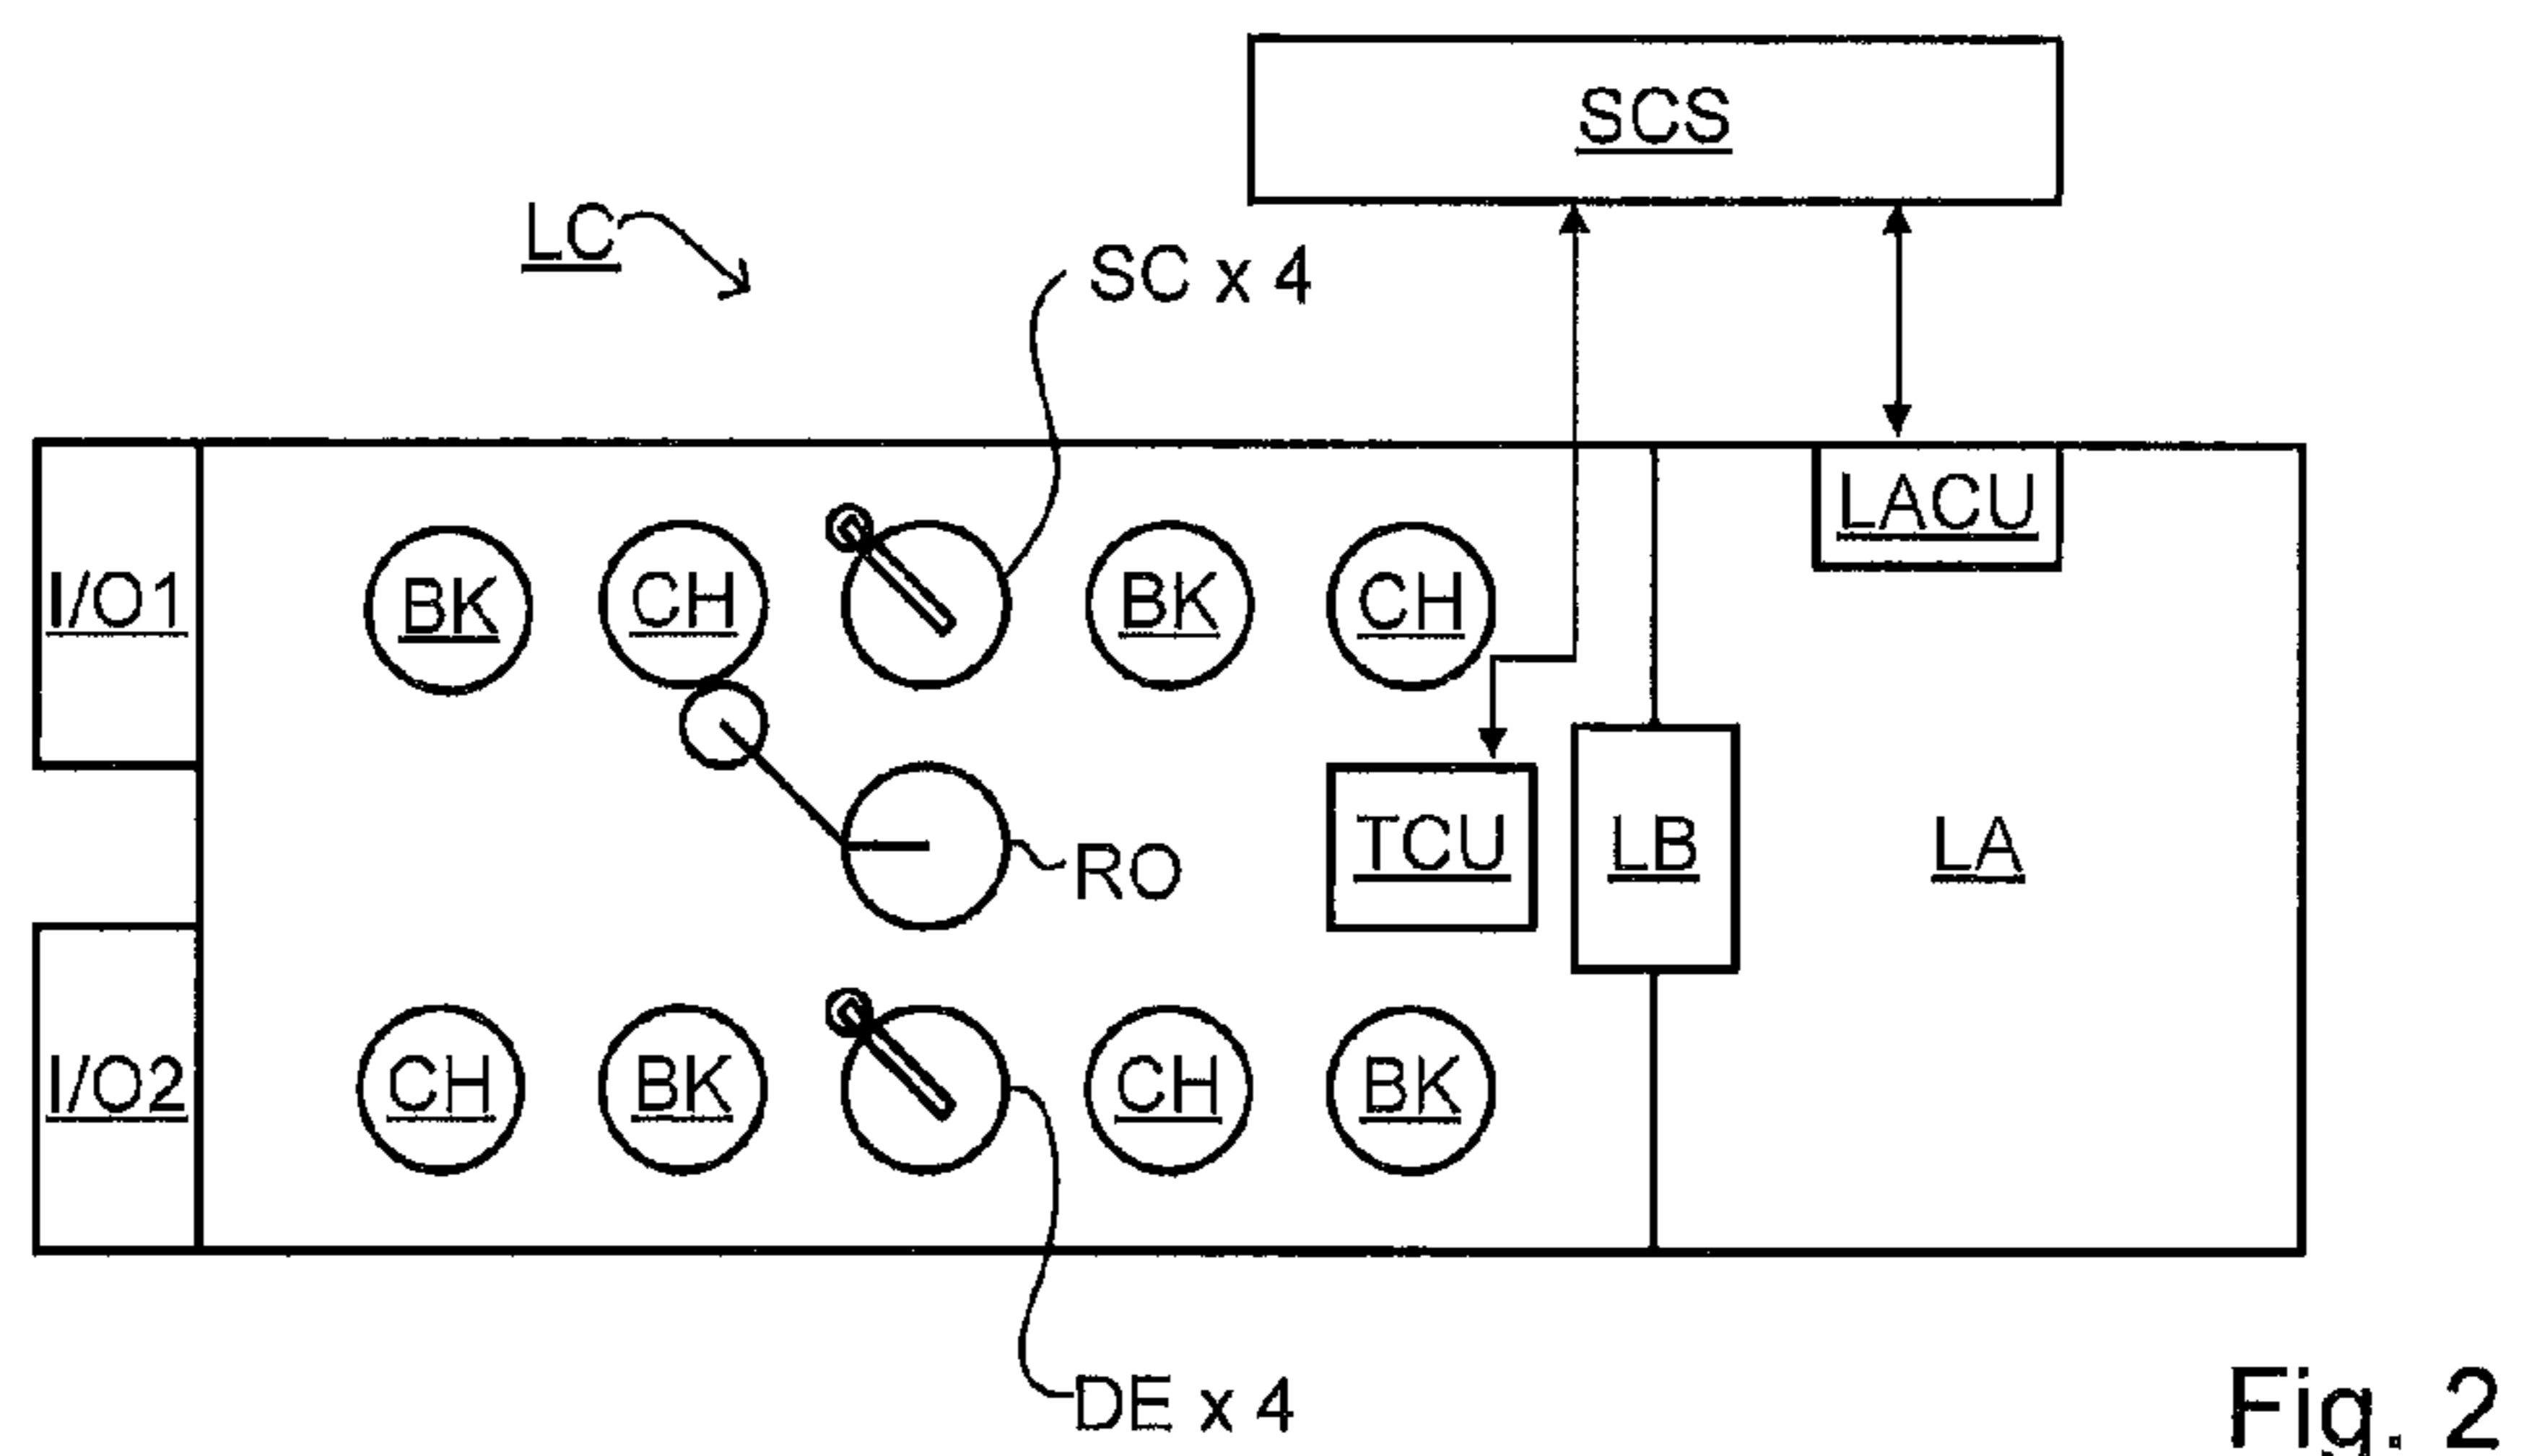 SCS
LC
SC x 4
LACU
I/O1
BK
CH
BK
CH
TCU
LB
LA
RO
I/O2
CH
BK
CH
BK
DE x 4
Fig. 2